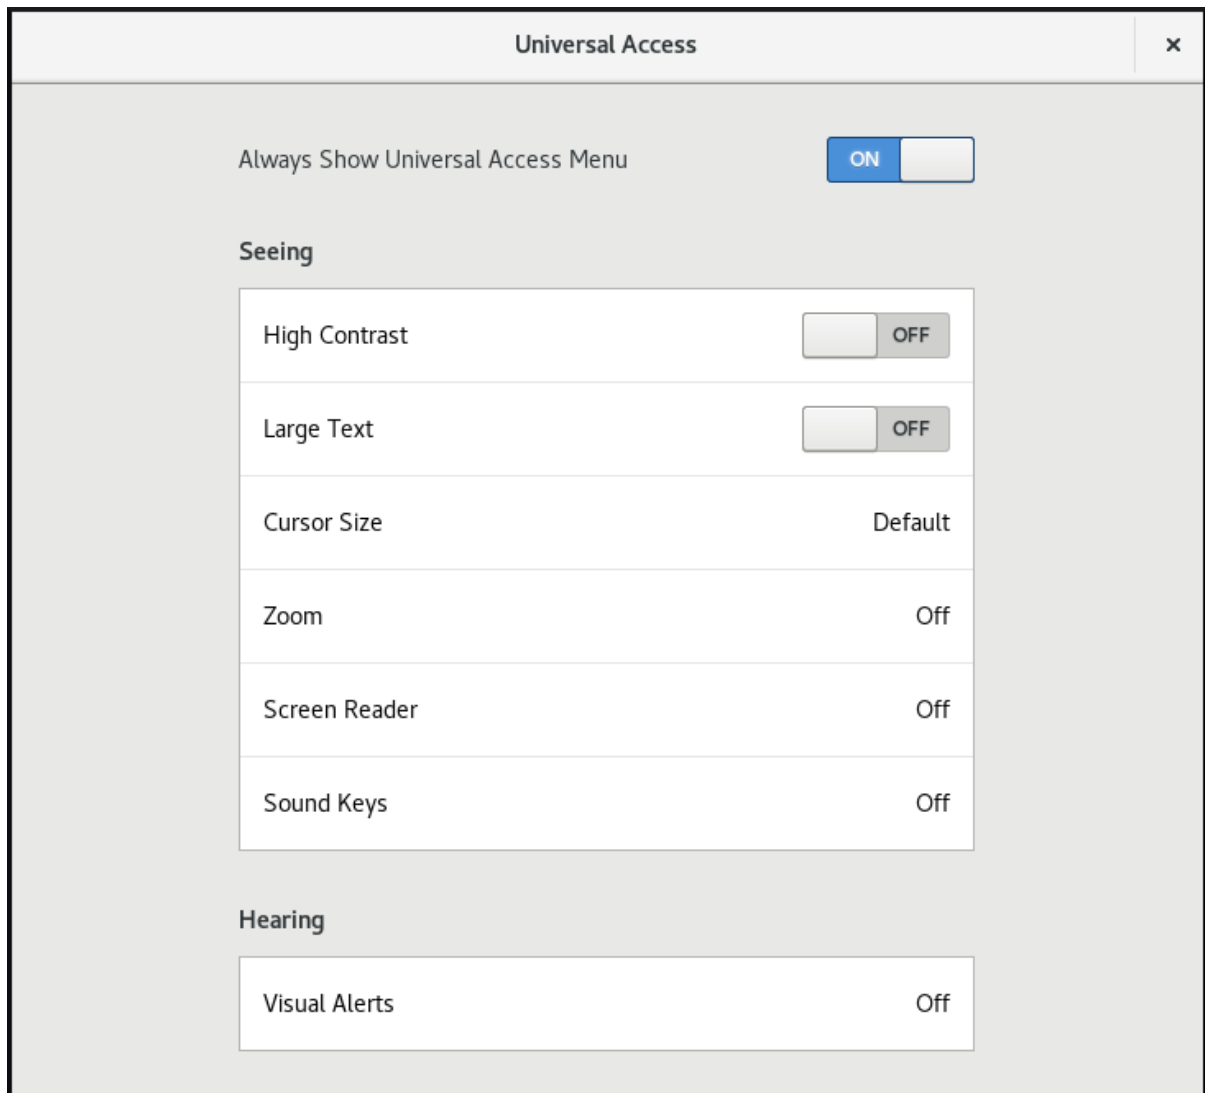 Universal Access ×
Always Show Universal Access Menu ON
Seeing
High Contrast OFF
Large Text OFF
Cursor Size Default
Zoom Off
Screen Reader Off
Sound Keys Off
Hearing
Visual Alerts Off